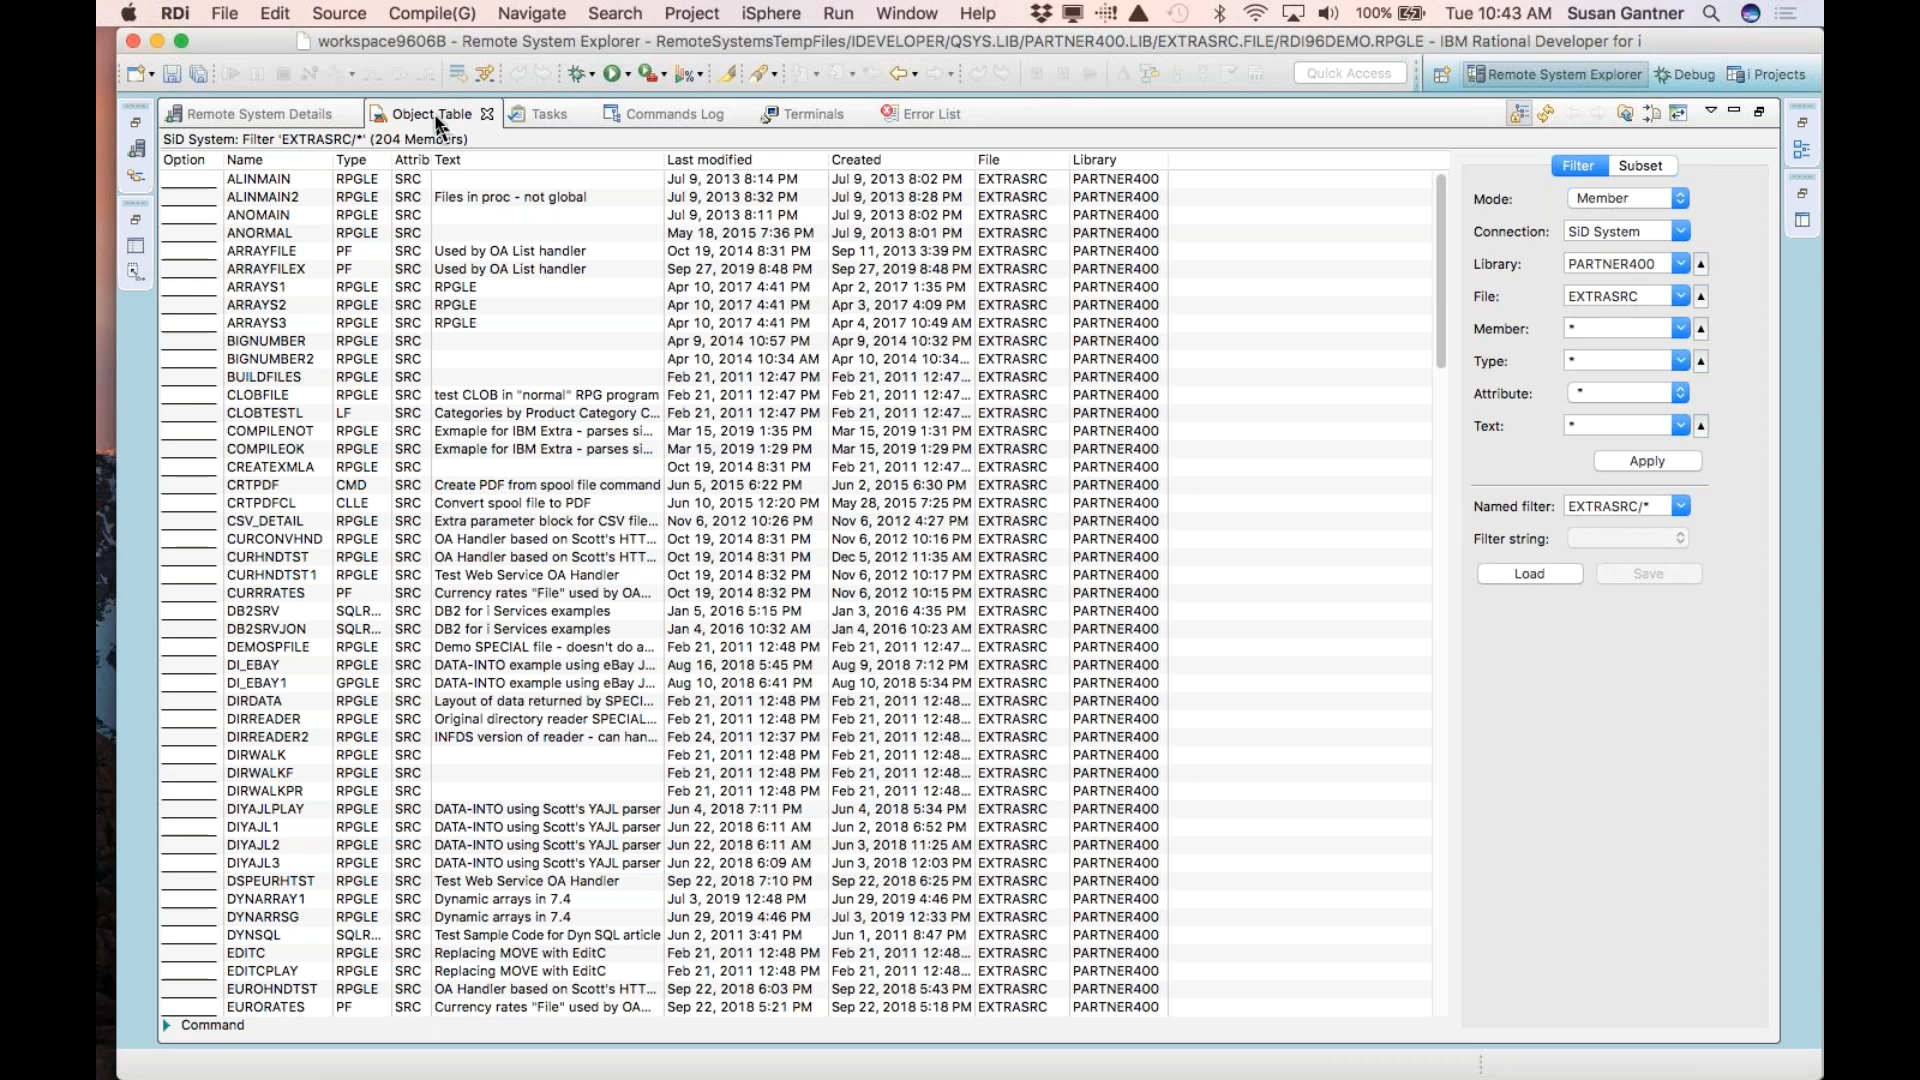 RDi File Edit Source Compile(G) Navigate Search Project iSphere Run Window Help 100% Tue 10:43 AM Susan Gantner
workspace9606B - Remote System Explorer - RemoteSystemsTempFiles/IDEVELOPER/QSYS.LIB/PARTNER400.LIB/EXTRASRC.FILE/RDI96DEMO.RPGLE - IBM Rational Developer for i
Quick Access Remote System Explorer Debug i Projects
Remote System Details Object Table Tasks Commands Log Terminals Error List
SiD System: Filter 'EXTRASRC/*' (204 Members)
Option Name Type Attrib Text Last modified Created File Library
ALINMAIN RPGLE SRC Jul 9, 2013 8:14 PM Jul 9, 2013 8:02 PM EXTRASRC PARTNER400
ALINMAIN2 RPGLE SRC Files in proc - not global Jul 9, 2013 8:32 PM Jul 9, 2013 8:28 PM EXTRASRC PARTNER400
ANOMAIN RPGLE SRC Jul 9, 2013 8:11 PM Jul 9, 2013 8:02 PM EXTRASRC PARTNER400
ANORMAL RPGLE SRC May 18, 2015 7:36 PM Jul 9, 2013 8:01 PM EXTRASRC PARTNER400
ARRAYFILE PF SRC Used by OA List handler Oct 19, 2014 8:31 PM Sep 11, 2013 3:39 PM EXTRASRC PARTNER400
ARRAYFILEX PF SRC Used by OA List handler Sep 27, 2019 8:48 PM Sep 27, 2019 8:48 PM EXTRASRC PARTNER400
ARRAYS1 RPGLE SRC RPGLE Apr 10, 2017 4:41 PM Apr 2, 2017 1:35 PM EXTRASRC PARTNER400
ARRAYS2 RPGLE SRC RPGLE Apr 10, 2017 4:41 PM Apr 3, 2017 4:09 PM EXTRASRC PARTNER400
ARRAYS3 RPGLE SRC RPGLE Apr 10, 2017 4:41 PM Apr 4, 2017 10:49 AM EXTRASRC PARTNER400
BIGNUMBER RPGLE SRC Apr 9, 2014 10:57 PM Apr 9, 2014 10:32 PM EXTRASRC PARTNER400
BIGNUMBER2 RPGLE SRC Apr 10, 2014 10:34 AM Apr 10, 2014 10:34... EXTRASRC PARTNER400
BUILDFILES RPGLE SRC Feb 21, 2011 12:47 PM Feb 21, 2011 12:47... EXTRASRC PARTNER400
CLOBFILE RPGLE SRC test CLOB in "normal" RPG program Feb 21, 2011 12:47 PM Feb 21, 2011 12:47... EXTRASRC PARTNER400
CLOBTESTL LF SRC Categories by Product Category C... Feb 21, 2011 12:47 PM Feb 21, 2011 12:47... EXTRASRC PARTNER400
COMPILENOT RPGLE SRC Exmaple for IBM Extra - parses si... Mar 15, 2019 1:35 PM Mar 15, 2019 1:31 PM EXTRASRC PARTNER400
COMPILEOK RPGLE SRC Exmaple for IBM Extra - parses si... Mar 15, 2019 1:29 PM Mar 15, 2019 1:29 PM EXTRASRC PARTNER400
CREATEXMLA RPGLE SRC Oct 19, 2014 8:31 PM Feb 21, 2011 12:47... EXTRASRC PARTNER400
CRTPDF CMD SRC Create PDF from spool file command Jun 5, 2015 6:22 PM Jun 2, 2015 6:30 PM EXTRASRC PARTNER400
CRTPDFCL CLLE SRC Convert spool file to PDF Jun 10, 2015 12:20 PM May 28, 2015 7:25 PM EXTRASRC PARTNER400
CSV_DETAIL RPGLE SRC Extra parameter block for CSV file... Nov 6, 2012 10:26 PM Nov 6, 2012 4:27 PM EXTRASRC PARTNER400
CURCONVHND RPGLE SRC OA Handler based on Scott's HTT... Oct 19, 2014 8:31 PM Nov 6, 2012 10:16 PM EXTRASRC PARTNER400
CURHNDTST RPGLE SRC OA Handler based on Scott's HTT... Oct 19, 2014 8:31 PM Dec 5, 2012 11:35 AM EXTRASRC PARTNER400
CURHNDTST1 RPGLE SRC Test Web Service OA Handler Oct 19, 2014 8:32 PM Nov 6, 2012 10:17 PM EXTRASRC PARTNER400
CURRRATES PF SRC Currency rates "File" used by OA... Oct 19, 2014 8:32 PM Nov 6, 2012 10:15 PM EXTRASRC PARTNER400
DB2SRV SQLR... SRC DB2 for i Services examples Jan 5, 2016 5:15 PM Jan 3, 2016 4:35 PM EXTRASRC PARTNER400
DB2SRVJON SQLR... SRC DB2 for i Services examples Jan 4, 2016 10:32 AM Jan 4, 2016 10:23 AM EXTRASRC PARTNER400
DEMOSPFILE RPGLE SRC Demo SPECIAL file - doesn't do a... Feb 21, 2011 12:48 PM Feb 21, 2011 12:47... EXTRASRC PARTNER400
DI_EBAY RPGLE SRC DATA-INTO example using eBay J... Aug 16, 2018 5:45 PM Aug 9, 2018 7:12 PM EXTRASRC PARTNER400
DI_EBAY1 GPGLE SRC DATA-INTO example using eBay J... Aug 10, 2018 6:41 PM Aug 10, 2018 5:34 PM EXTRASRC PARTNER400
DIRDATA RPGLE SRC Layout of data returned by SPECI... Feb 21, 2011 12:48 PM Feb 21, 2011 12:48... EXTRASRC PARTNER400
DIRREADER RPGLE SRC Original directory reader SPECIAL... Feb 21, 2011 12:48 PM Feb 21, 2011 12:48... EXTRASRC PARTNER400
DIRREADER2 RPGLE SRC INFDS version of reader - can han... Feb 24, 2011 12:37 PM Feb 21, 2011 12:48... EXTRASRC PARTNER400
DIRWALK RPGLE SRC Feb 21, 2011 12:48 PM Feb 21, 2011 12:48... EXTRASRC PARTNER400
DIRWALKF RPGLE SRC Feb 21, 2011 12:48 PM Feb 21, 2011 12:48... EXTRASRC PARTNER400
DIRWALKPR RPGLE SRC Feb 21, 2011 12:48 PM Feb 21, 2011 12:48... EXTRASRC PARTNER400
DIYAJLPLAY RPGLE SRC DATA-INTO using Scott's YAJL parser Jun 4, 2018 7:11 PM Jun 4, 2018 5:34 PM EXTRASRC PARTNER400
DIYAJL1 RPGLE SRC DATA-INTO using Scott's YAJL parser Jun 22, 2018 6:11 AM Jun 2, 2018 6:52 PM EXTRASRC PARTNER400
DIYAJL2 RPGLE SRC DATA-INTO using Scott's YAJL parser Jun 22, 2018 6:11 AM Jun 3, 2018 11:25 AM EXTRASRC PARTNER400
DIYAJL3 RPGLE SRC DATA-INTO using Scott's YAJL parser Jun 22, 2018 6:09 AM Jun 3, 2018 12:03 PM EXTRASRC PARTNER400
DSPEURHTST RPGLE SRC Test Web Service OA Handler Sep 22, 2018 7:10 PM Sep 22, 2018 6:25 PM EXTRASRC PARTNER400
DYNARRAY1 RPGLE SRC Dynamic arrays in 7.4 Jul 3, 2019 12:48 PM Jun 29, 2019 4:46 PM EXTRASRC PARTNER400
DYNARRSG RPGLE SRC Dynamic arrays in 7.4 Jun 29, 2019 4:46 PM Jul 3, 2019 12:33 PM EXTRASRC PARTNER400
DYNSQL SQLR... SRC Test Sample Code for Dyn SQL article Jun 2, 2011 3:41 PM Jun 1, 2011 8:47 PM EXTRASRC PARTNER400
EDITC RPGLE SRC Replacing MOVE with EditC Feb 21, 2011 12:48 PM Feb 21, 2011 12:48... EXTRASRC PARTNER400
EDITCPLAY RPGLE SRC Replacing MOVE with EditC Feb 21, 2011 12:48 PM Feb 21, 2011 12:48... EXTRASRC PARTNER400
EUROHNDTST RPGLE SRC OA Handler based on Scott's HTT... Sep 22, 2018 6:03 PM Sep 22, 2018 5:43 PM EXTRASRC PARTNER400
EURORATES PF SRC Currency rates "File" used by OA... Sep 22, 2018 5:21 PM Sep 22, 2018 5:18 PM EXTRASRC PARTNER400
Command
Filter Subset
Mode: Member
Connection: SiD System
Library: PARTNER400
File: EXTRASRC
Member: *
Type: *
Attribute: *
Text: *
Apply
Named filter: EXTRASRC/*
Filter string:
Load Save